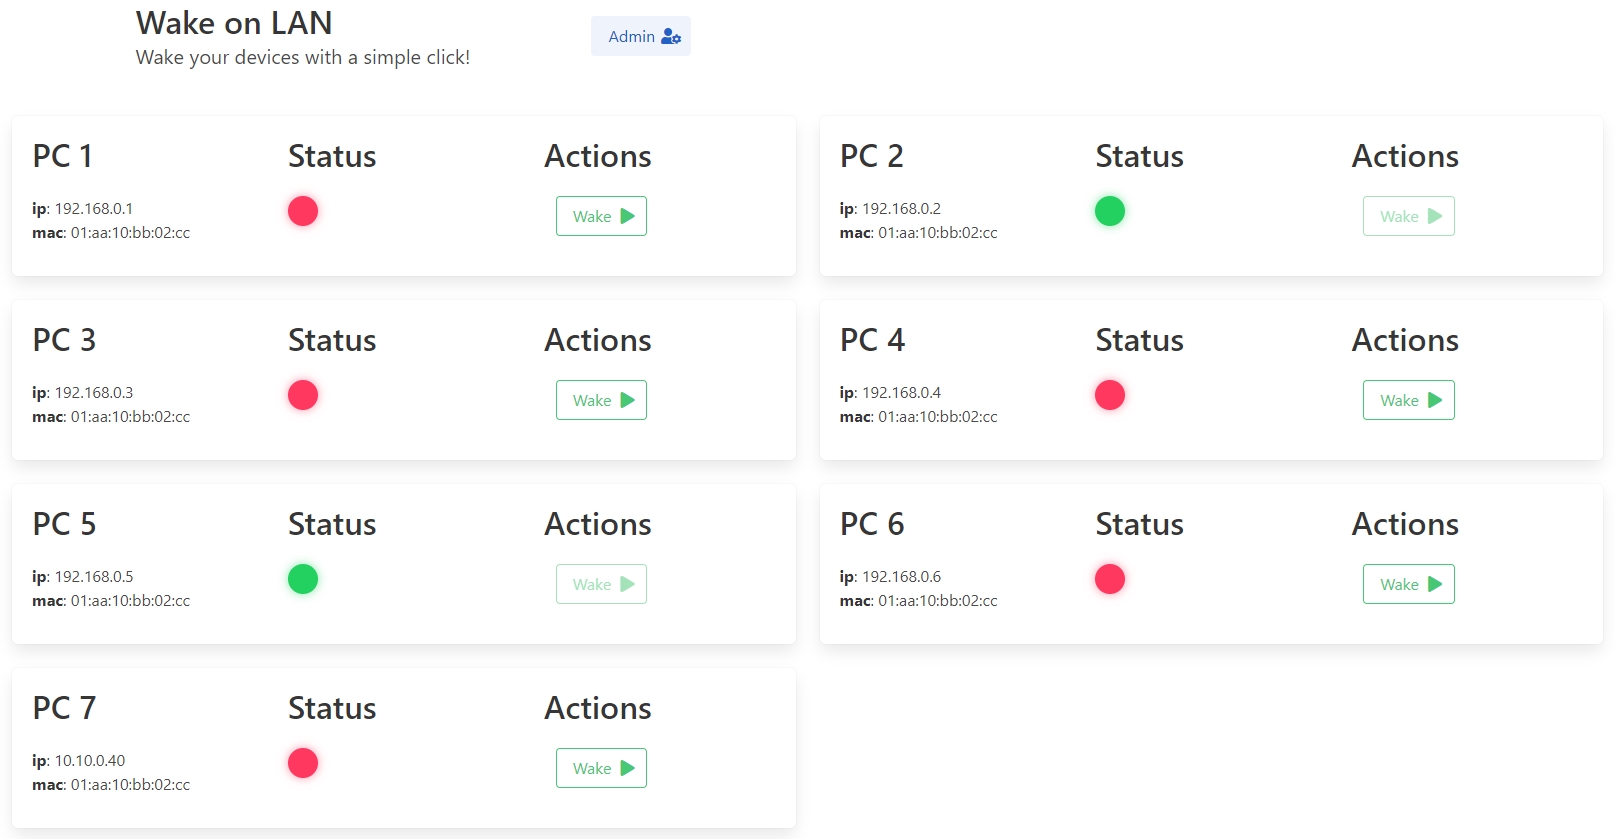 Wake on LAN
Wake your devices with a simple click!
Admin
PC 1
ip: 192.168.0.1
mac: 01:aa:10:bb:02:cc
Status
Actions
Wake
PC 2
ip: 192.168.0.2
mac: 01:aa:10:bb:02:cc
Status
Actions
Wake
PC 3
ip: 192.168.0.3
mac: 01:aa:10:bb:02:cc
Status
Actions
Wake
PC 4
ip: 192.168.0.4
mac: 01:aa:10:bb:02:cc
Status
Actions
Wake
PC 5
ip: 192.168.0.5
mac: 01:aa:10:bb:02:cc
Status
Actions
Wake
PC 6
ip: 192.168.0.6
mac: 01:aa:10:bb:02:cc
Status
Actions
Wake
PC 7
ip: 10.10.0.40
mac: 01:aa:10:bb:02:cc
Status
Actions
Wake